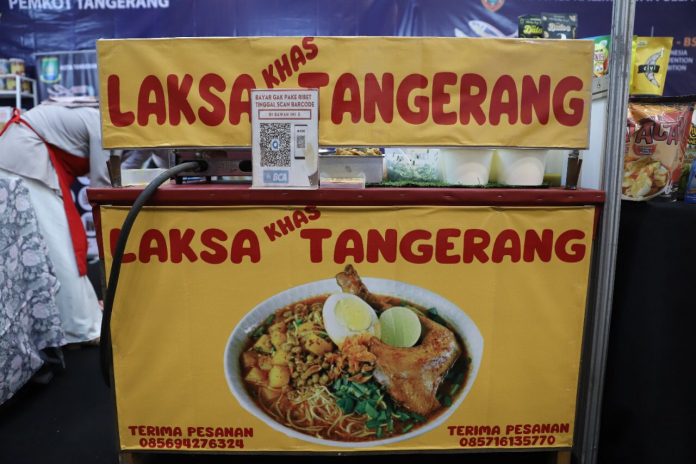 PEMKOT TANGERANG
LAKSA KHAS TANGERANG
BAYAR GAK PAKE RIBET
TINGGAL SCAN BARCODE
DI BAWAH INI
BCA
LAKSA KHAS TANGERANG
TERIMA PESANAN
085694276324
TERIMA PESANAN
085716135770